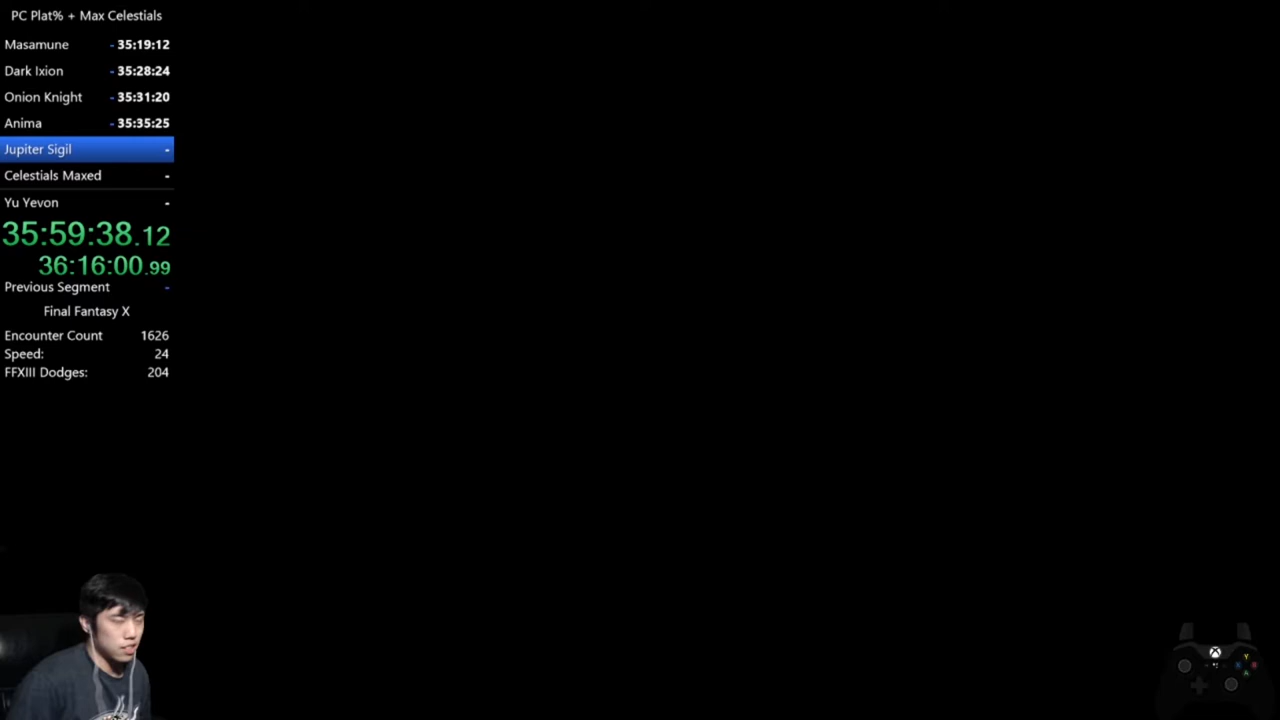 PC Plat% + Max Celestials
Masamune - 35:19:12
Dark Ixion - 35:28:24
Onion Knight - 35:31:20
Anima - 35:35:25
Jupiter Sigil -
Celestials Maxed -
Yu Yevon -
35:59:38.12
36:16:00.99
Previous Segment -
Final Fantasy X
Encounter Count 1626
Speed: 24
FFXIII Dodges: 204
Y
X B
A